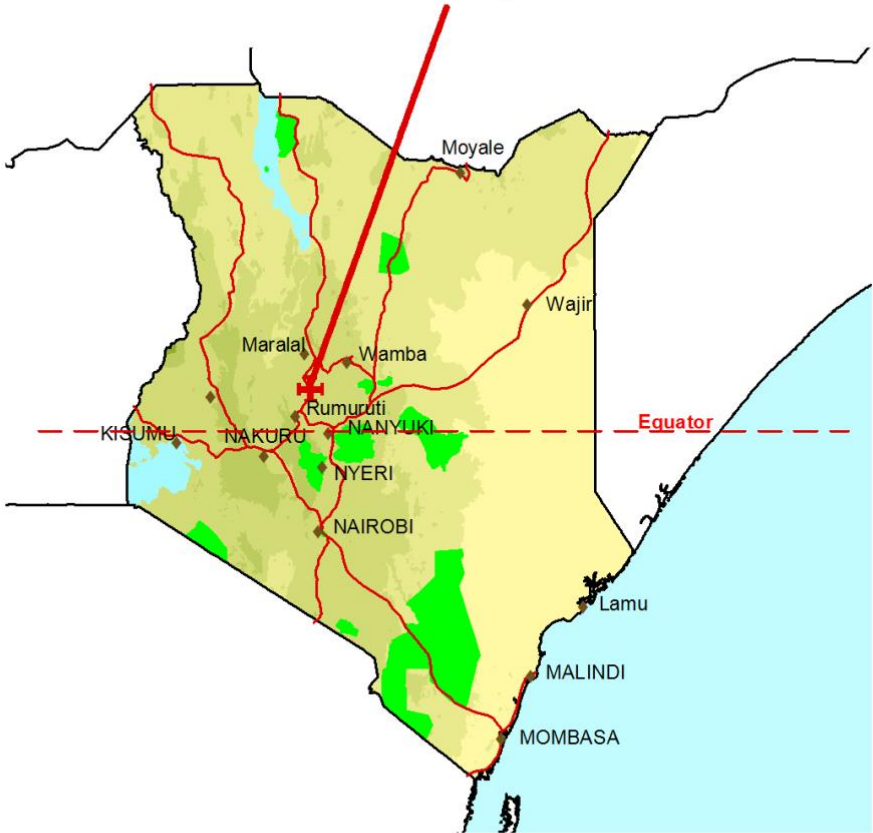 Moyale
Wajir
Maralal
Wamba
Rumuruti
Equator
KISUMU
NAKURU
NANYUKI
NYERI
NAIROBI
Lamu
MALINDI
MOMBASA